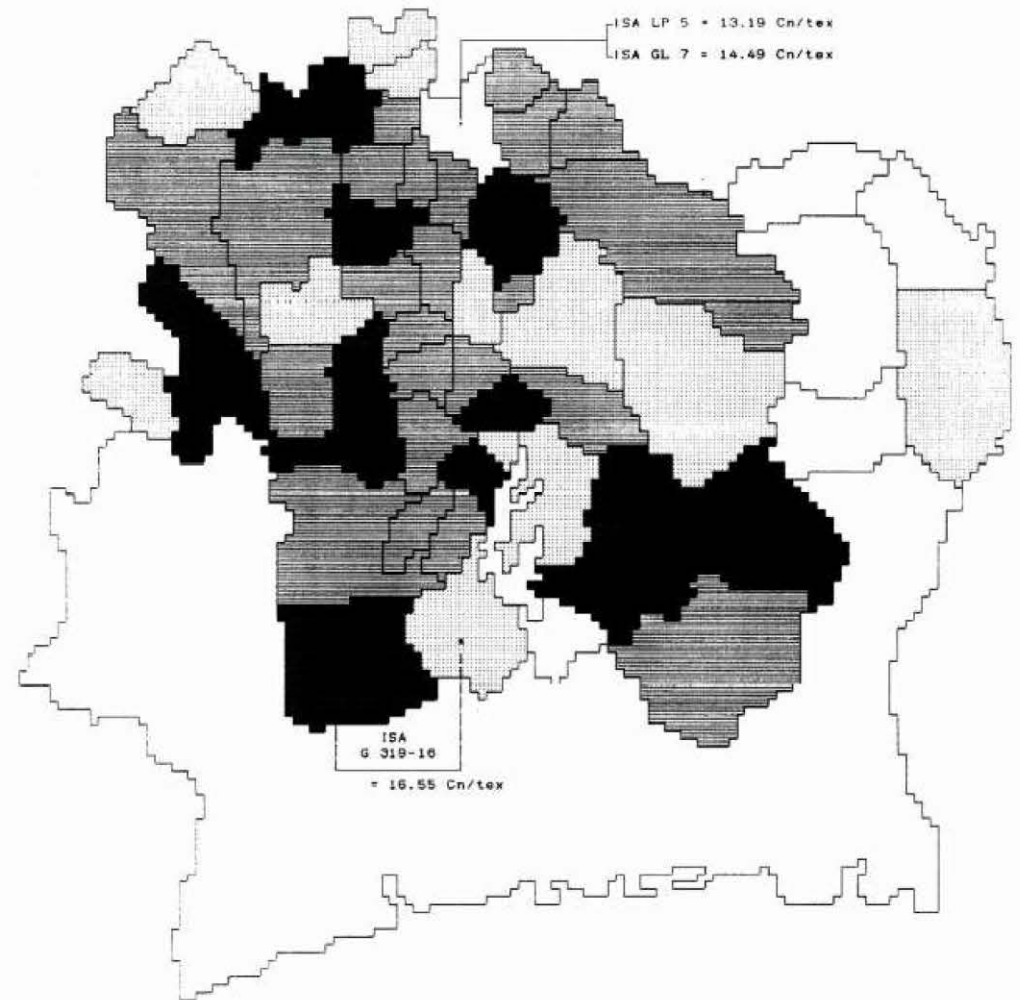 ISA LP 5 = 13.19 Cn/tex
ISA GL 7 = 14.49 Cn/tex
ISA
G 319-16
= 16.55 Cn/tex